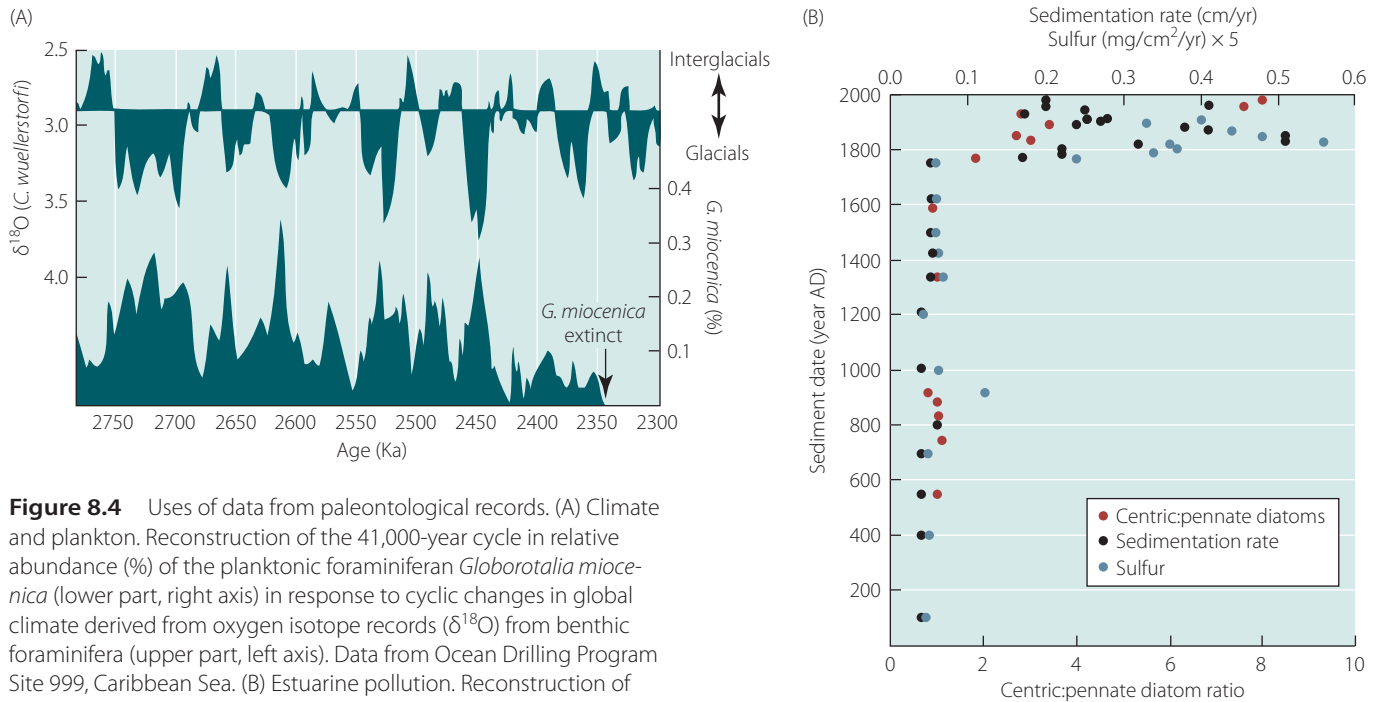 (A)
2.5
3.0
3.5
4.0
δ18O (C. wuellerstorfi)
Interglacials
Glacials
0.4
0.3
0.2
0.1
G. miocenica (%)
G. miocenica
extinct
2750 2700 2650 2600 2550 2500 2450 2400 2350 2300
Age (Ka)
Figure 8.4 Uses of data from paleontological records. (A) Climate
and plankton. Reconstruction of the 41,000-year cycle in relative
abundance (%) of the planktonic foraminiferan Globorotalia mioce-
nica (lower part, right axis) in response to cyclic changes in global
climate derived from oxygen isotope records (δ18O) from benthic
foraminifera (upper part, left axis). Data from Ocean Drilling Program
Site 999, Caribbean Sea. (B) Estuarine pollution. Reconstruction of
(B)
Sedimentation rate (cm/yr)
Sulfur (mg/cm2/yr) × 5
0.0 0.1 0.2 0.3 0.4 0.5 0.6
2000
1800
1600
1400
1200
1000
800
600
400
200
Sediment date (year AD)
Centric:pennate diatoms
Sedimentation rate
Sulfur
0 2 4 6 8 10
Centric:pennate diatom ratio